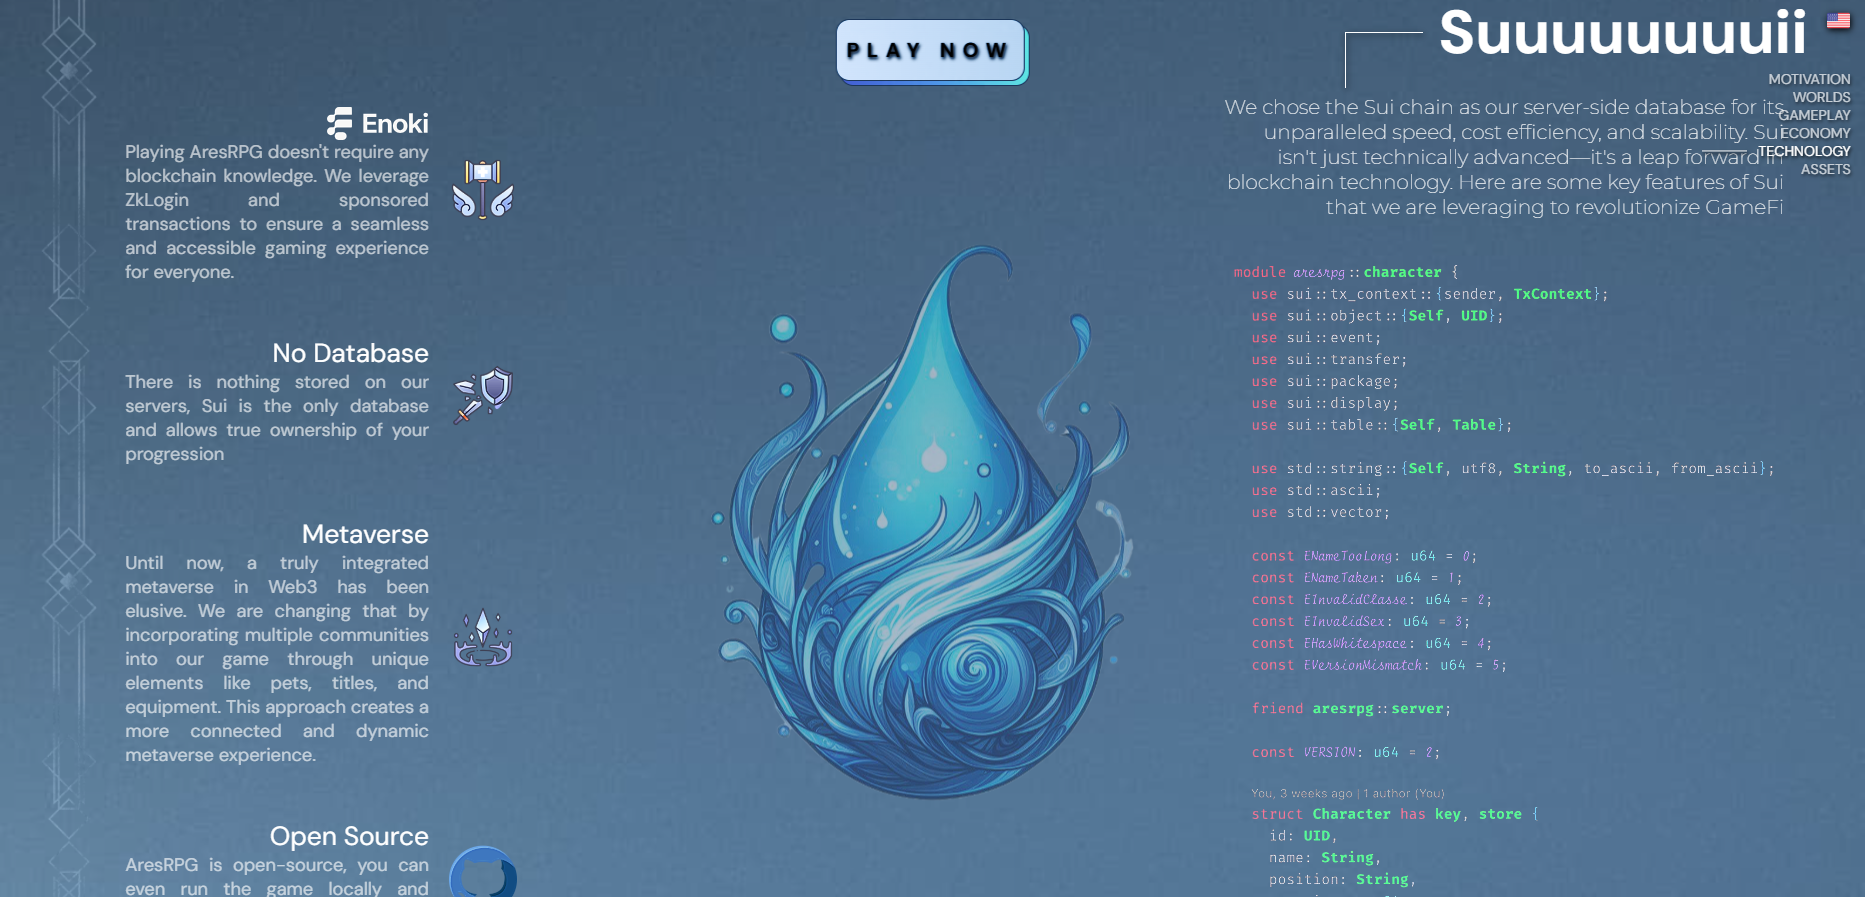 PLAY NOW
Suuuuuuuuii
MOTIVATION
WORLDS
GAMEPLAY
ECONOMY
TECHNOLOGY
ASSETS
Enoki
Playing AresRPG doesn't require any
blockchain knowledge. We leverage
ZkLogin and sponsored
transactions to ensure a seamless
and accessible gaming experience
for everyone.
No Database
There is nothing stored on our
servers, Sui is the only database
and allows true ownership of your
progression
Metaverse
Until now, a truly integrated
metaverse in Web3 has been
elusive. We are changing that by
incorporating multiple communities
into our game through unique
elements like pets, titles, and
equipment. This approach creates a
more connected and dynamic
metaverse experience.
Open Source
AresRPG is open-source, you can
even run the game locally and
We chose the Sui chain as our server-side database for its
unparalleled speed, cost efficiency, and scalability. Sui
isn't just technically advanced—it's a leap forward in
blockchain technology. Here are some key features of Sui
that we are leveraging to revolutionize GameFi
module aresrpg::character {
use sui::tx_context::{sender, TxContext};
use sui::object::{Self, UID};
use sui::event;
use sui::transfer;
use sui::package;
use sui::display;
use sui::table::{Self, Table};
use std::string::{Self, utf8, String, to_ascii, from_ascii};
use std::ascii;
use std::vector;
const ENameTooLong: u64 = 0;
const ENameTaken: u64 = 1;
const EInvalidClasse: u64 = 2;
const EInvalidSex: u64 = 3;
const EHasWhitespace: u64 = 4;
const EVersionMismatch: u64 = 5;
friend aresrpg::server;
const VERSION: u64 = 2;
You, 3 weeks ago | 1 author (You)
struct Character has key, store {
id: UID,
name: String,
position: String,